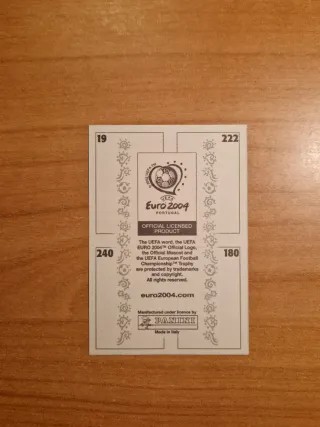 19
222
UEFA
Euro2004
PORTUGAL
OFFICIAL LICENSED
PRODUCT
The UEFA word, the UEFA
EURO 2004™ Official Logo,
the Official Mascot and
the UEFA European Football
Championship™ Trophy
are protected by trademarks
and copyright.
All rights reserved.
240
180
euro2004.com
Manufactured under licence by
PANINI
Made in Italy